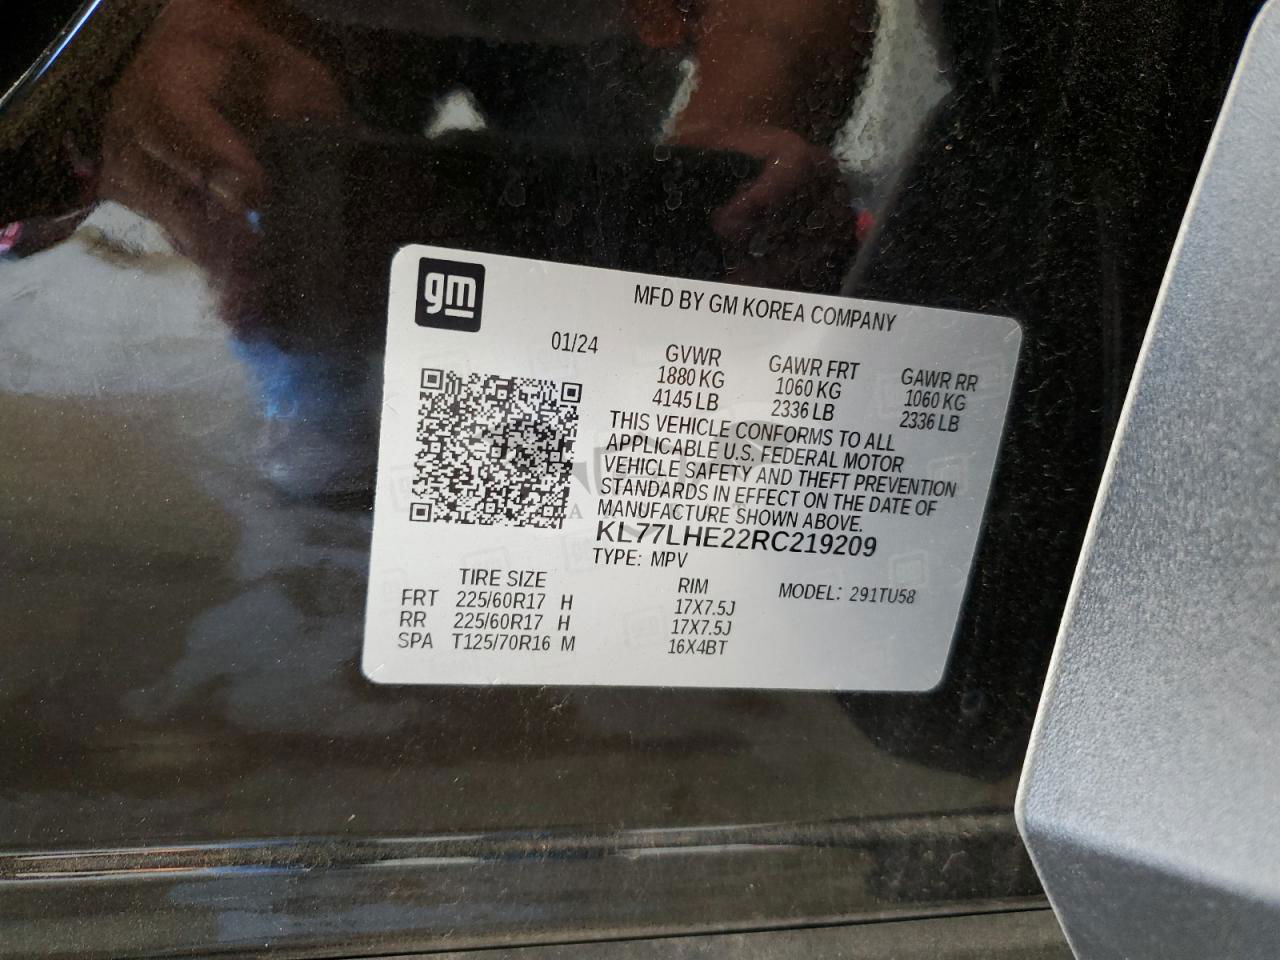 gm
MFD BY GM KOREA COMPANY
01/24
GVWR GAWR FRT GAWR RR
1880 KG 1060 KG 1060 KG
4145 LB 2336 LB 2336 LB
THIS VEHICLE CONFORMS TO ALL
APPLICABLE U.S. FEDERAL MOTOR
VEHICLE SAFETY AND THEFT PREVENTION
STANDARDS IN EFFECT ON THE DATE OF
MANUFACTURE SHOWN ABOVE.
KL77LHE22RC219209
TYPE: MPV
TIRE SIZE RIM MODEL: 291TU58
FRT 225/60R17 H 17X7.5J
RR 225/60R17 H 17X7.5J
SPA T125/70R16 M 16X4BT